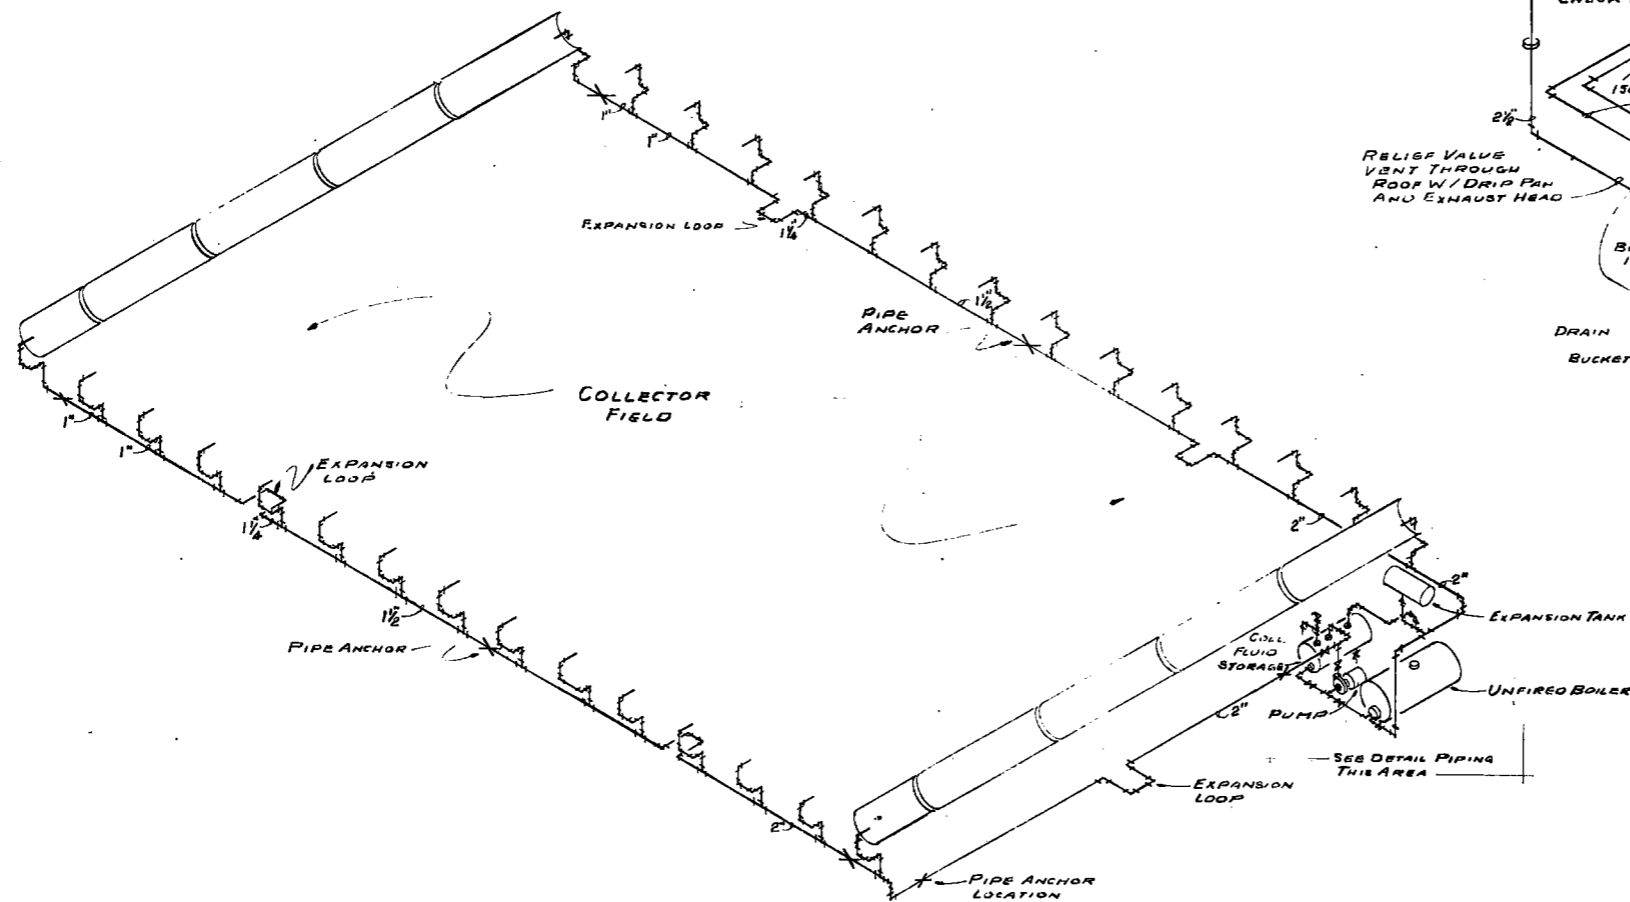 2½"
RELIEF VALUE
VENT THROUGH
ROOF W/ DRIP PAN
AND EXHAUST HEAD
DRAIN
BUCKET
1"
1"
EXPANSION LOOP
1¼"
1½"
PIPE
ANCHOR
COLLECTOR
FIELD
1"
1"
EXPANSION
LOOP
1¼"
1½"
PIPE ANCHOR
2"
2"
2"
EXPANSION TANK
COLL.
FLUID
STORAGE
UNFIRED BOILER
PUMP
2"
SEE DETAIL PIPING
THIS AREA
EXPANSION
LOOP
PIPE ANCHOR
LOCATION